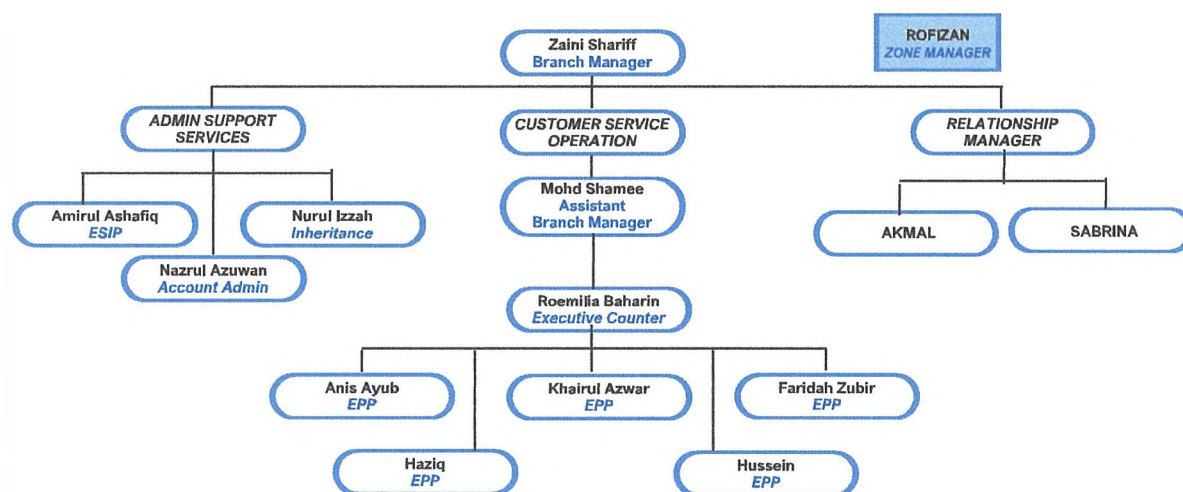 Zaini Shariff
Branch Manager
ROFIZAN
ZONE MANAGER
ADMIN SUPPORT
SERVICES
CUSTOMER SERVICE
OPERATION
RELATIONSHIP
MANAGER
Amirul Ashafiq
ESIP
Nurul Izzah
Inheritance
Nazrul Azuwan
Account Admin
Mohd Shamee
Assistant
Branch Manager
AKMAL
SABRINA
Roemilia Baharin
Executive Counter
Anis Ayub
EPP
Khairul Azwar
EPP
Faridah Zubir
EPP
Haziq
EPP
Hussein
EPP